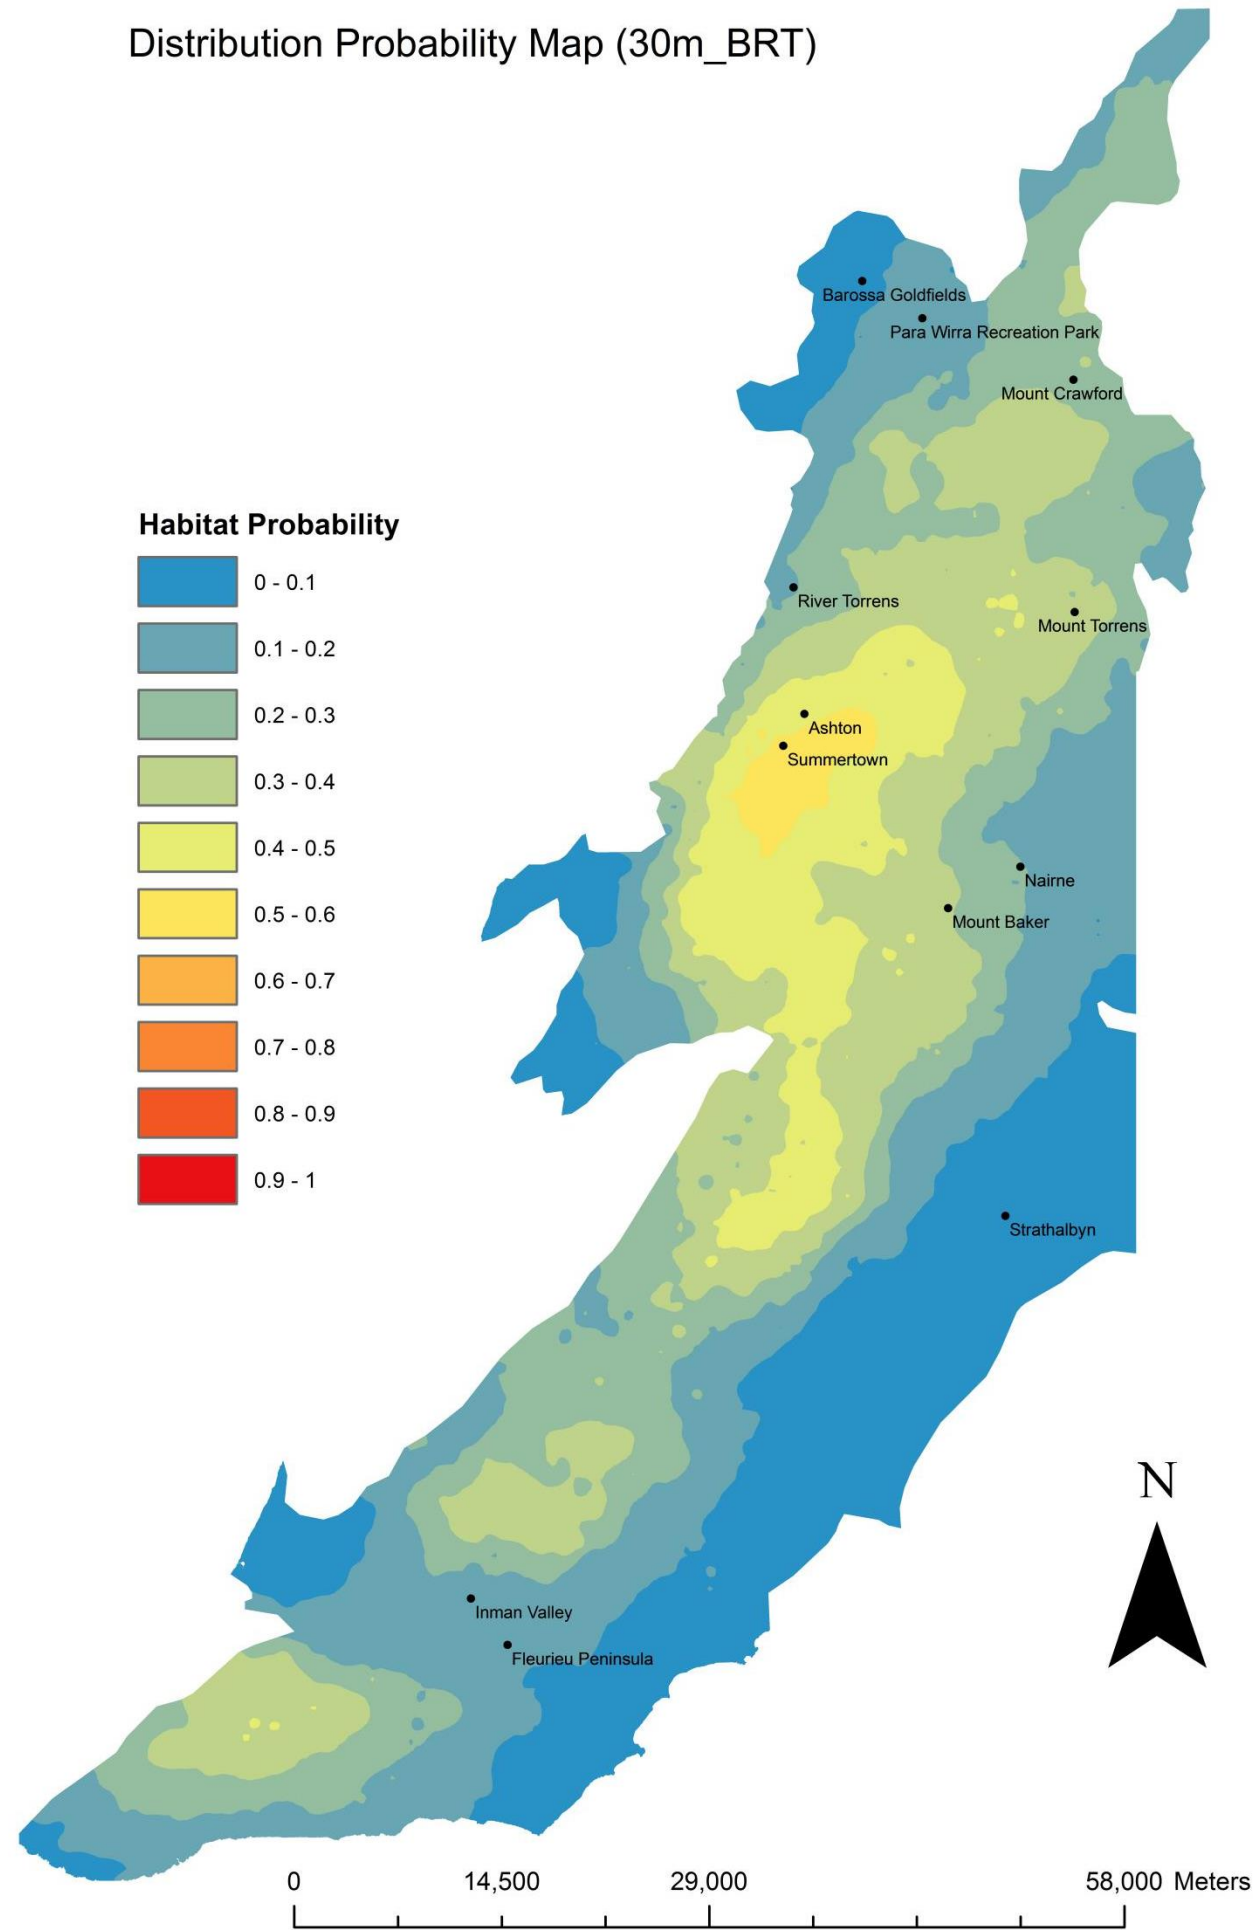 Distribution Probability Map (30m_BRT)
Barossa Goldfields
Para Wirra Recreation Park
Mount Crawford
Habitat Probability
0 - 0.1
0.1 - 0.2
0.2 - 0.3
0.3 - 0.4
0.4 - 0.5
0.5 - 0.6
0.6 - 0.7
0.7 - 0.8
0.8 - 0.9
0.9 - 1
River Torrens
Mount Torrens
Ashton
Summertown
Nairne
Mount Baker
Strathalbyn
N
Inman Valley
Fleurieu Peninsula
0 14,500 29,000 58,000 Meters